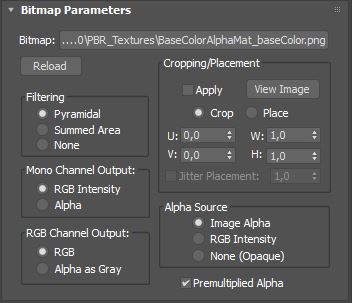 Bitmap Parameters
Bitmap: ....0\PBR_Textures\BaseColorAlphaMat_baseColor.png
Reload
Cropping/Placement
Apply
View Image
Crop
Place
U: 0,0
W: 1,0
V: 0,0
H: 1,0
Jitter Placement: 1,0
Filtering
Pyramidal
Summed Area
None
Mono Channel Output:
RGB Intensity
Alpha
RGB Channel Output:
RGB
Alpha as Gray
Alpha Source
Image Alpha
RGB Intensity
None (Opaque)
Premultiplied Alpha